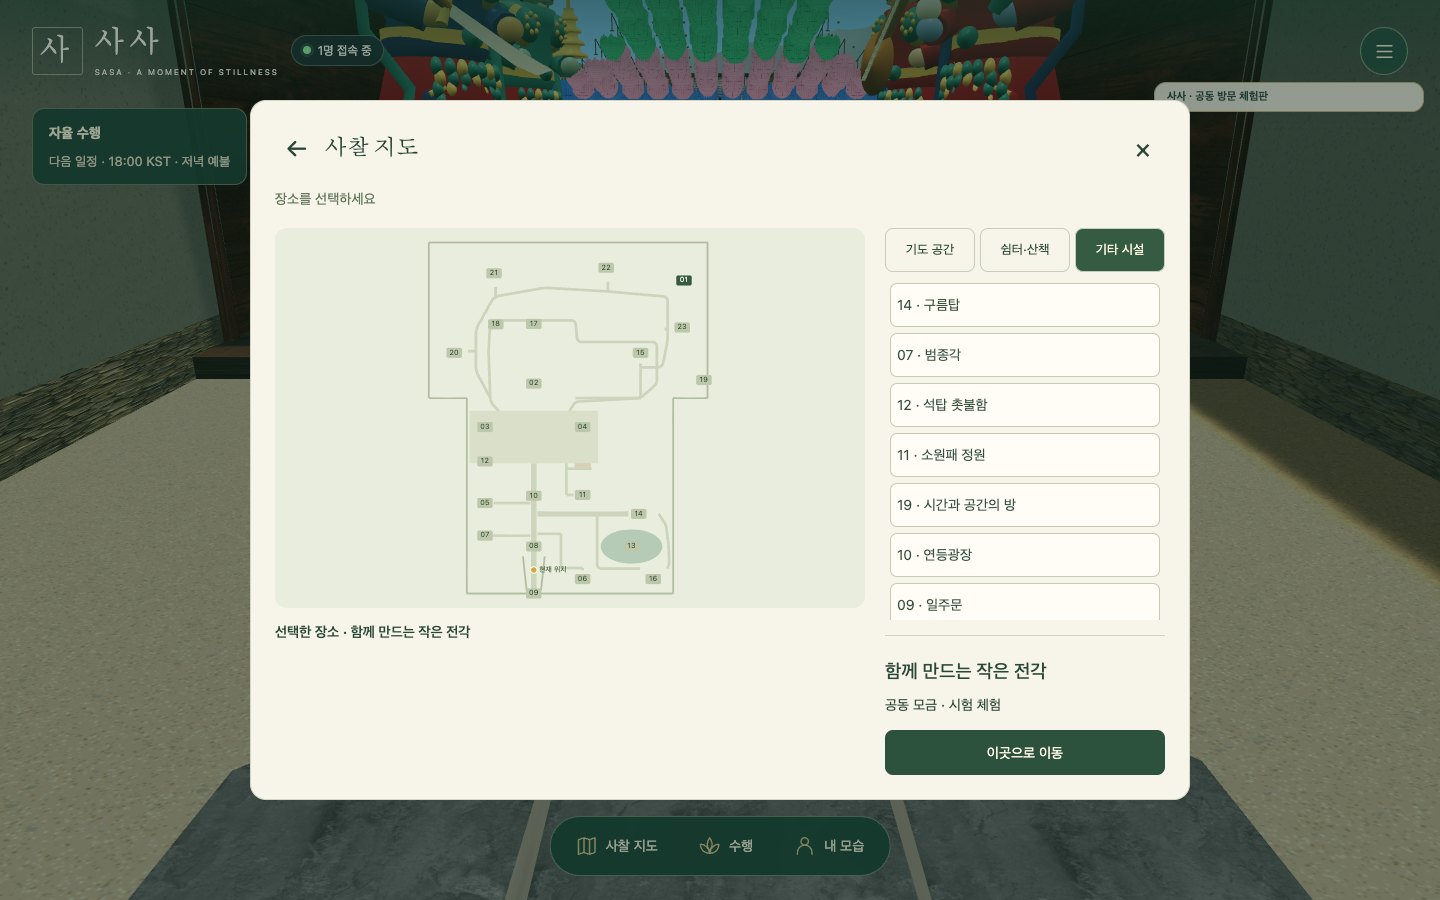 사
사사
SASA · A MOMENT OF STILLNESS
1명 접속 중
사사 · 공동 방문 체험판
자율 수행
다음 일정 · 18:00 KST · 저녁 예불
사찰 지도
장소를 선택하세요
21
22
01
18
17
23
20
15
02
19
03
04
12
10
11
05
14
07
08
13
현재 위치
06
16
09
선택한 장소 · 함께 만드는 작은 전각
기도 공간
쉼터·산책
기타 시설
14 · 구름탑
07 · 범종각
12 · 석탑 촛불함
11 · 소원패 정원
19 · 시간과 공간의 방
10 · 연등광장
09 · 일주문
함께 만드는 작은 전각
공동 모금 · 시험 체험
이곳으로 이동
사찰 지도
수행
내 모습